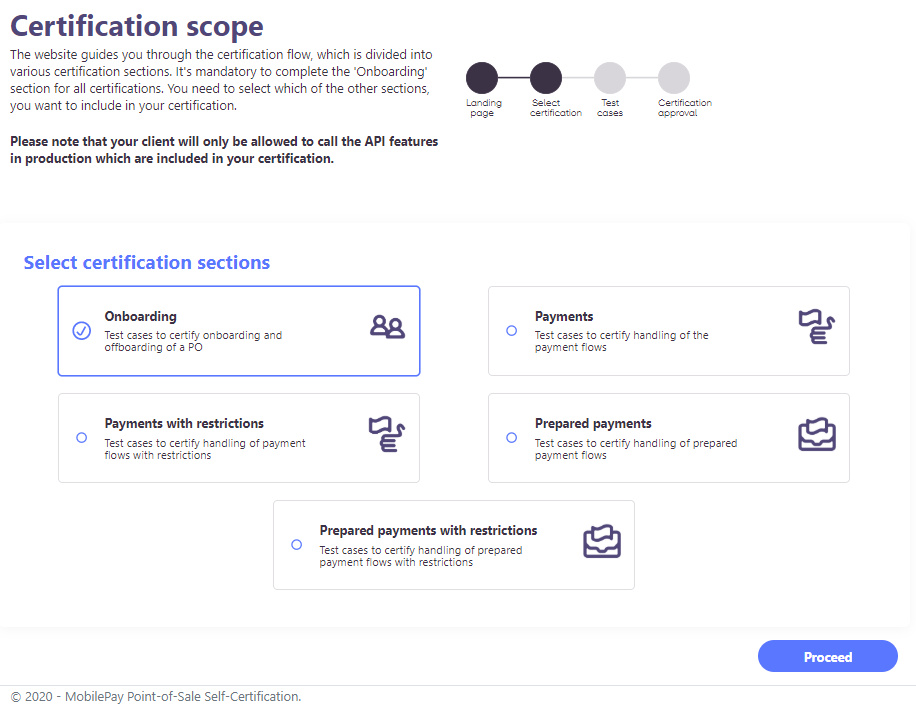 Certification scope
The website guides you through the certification flow, which is divided into
various certification sections. It's mandatory to complete the 'Onboarding'
section for all certifications. You need to select which of the other sections,
you want to include in your certification.
Please note that your client will only be allowed to call the API features
in production which are included in your certification.
Landing
page
Select
certification
Test
cases
Certification
approval
Select certification sections
Onboarding
Test cases to certify onboarding and
offboarding of a PO
Payments
Test cases to certify handling of the
payment flows
Payments with restrictions
Test cases to certify handling of payment
flows with restrictions
Prepared payments
Test cases to certify handling of prepared
payment flows
Prepared payments with restrictions
Test cases to certify handling of prepared
payment flows with restrictions
Proceed
© 2020 - MobilePay Point-of-Sale Self-Certification.